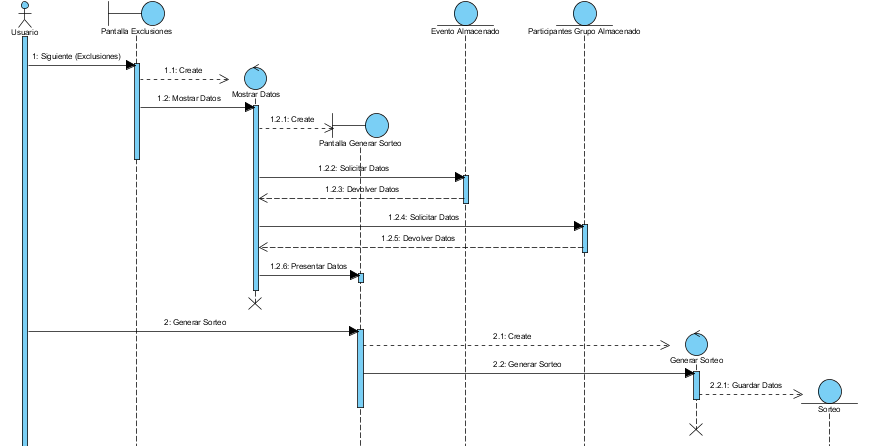 Usuario
Pantalla Exclusiones
Evento Almacenado
Participantes Grupo Almacenado
1: Siguiente (Exclusiones)
1.1: Create
Mostrar Datos
1.2: Mostrar Datos
1.2.1: Create
Pantalla Generar Sorteo
1.2.2: Solicitar Datos
1.2.3: Devolver Datos
1.2.4: Solicitar Datos
1.2.5: Devolver Datos
1.2.6: Presentar Datos
2: Generar Sorteo
2.1: Create
Generar Sorteo
2.2: Generar Sorteo
2.2.1: Guardar Datos
Sorteo